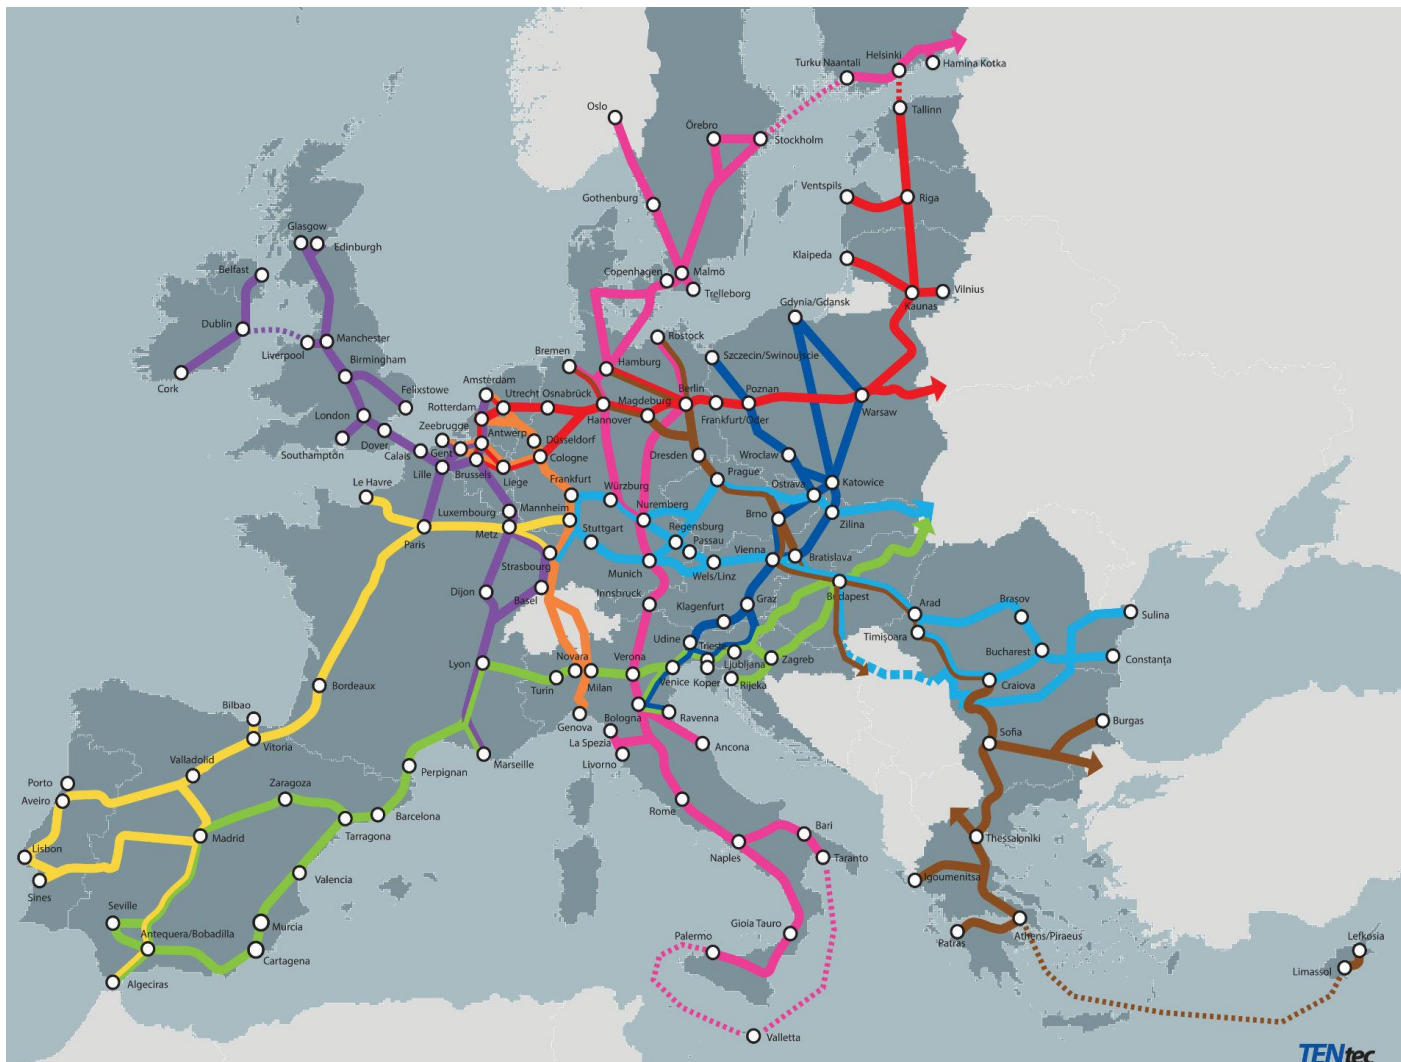 Helsinki
Turku Naantali
Hamina Kotka
Oslo
Tallinn
Örebro
Stockholm
Ventspils
Riga
Gothenburg
Glasgow
Edinburgh
Klaipeda
Belfast
Copenhagen
Malmö
Trelleborg
Kaunas
Vilnius
Gdynia/Gdansk
Dublin
Liverpool
Manchester
Rostock
Bremen
Szczecin/Swinoujscie
Birmingham
Hamburg
Cork
Amsterdam
Felixstowe
Utrecht
Osnabrück
Magdeburg
Berlin
Poznan
Warsaw
London
Rotterdam
Hannover
Frankfurt/Oder
Zeebrugge
Antwerp
Düsseldorf
Dover
Southampton
Calais
Gent
Cologne
Dresden
Wroclaw
Lille
Brussels
Liege
Prague
Le Havre
Frankfurt
Würzburg
Ostrava
Katowice
Luxembourg
Mannheim
Nuremberg
Brno
Zilina
Paris
Metz
Stuttgart
Regensburg
Passau
Vienna
Bratislava
Strasbourg
Munich
Wels/Linz
Dijon
Basel
Innsbruck
Budapest
Klagenfurt
Graz
Arad
Braşov
Sulina
Udine
Trieste
Timişoara
Bucharest
Constanţa
Lyon
Novara
Verona
Ljubljana
Zagreb
Turin
Milan
Venice
Koper
Rijeka
Craiova
Bordeaux
Bilbao
Genova
Bologna
Ravenna
Burgas
Vitoria
La Spezia
Ancona
Sofia
Valladolid
Marseille
Livorno
Perpignan
Porto
Zaragoza
Aveiro
Rome
Barcelona
Tarragona
Madrid
Bari
Thessaloniki
Lisbon
Naples
Taranto
Valencia
Igoumenitsa
Sines
Seville
Murcia
Antequera/Bobadilla
Gioia Tauro
Athens/Piraeus
Palermo
Patras
Lefkosia
Cartagena
Limassol
Algeciras
Valletta
TENtec